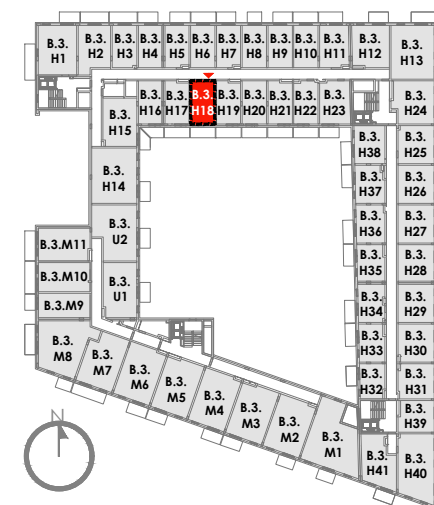 B.3.
H1
B.3.
H2
B.3.
H3
B.3.
H4
B.3.
H5
B.3.
H6
B.3.
H7
B.3.
H8
B.3.
H9
B.3.
H10
B.3.
H11
B.3.
H12
B.3.
H13
B.3.
H16
B.3.
H17
B.3.
H18
B.3.
H19
B.3.
H20
B.3.
H21
B.3.
H22
B.3.
H23
B.3.
H24
B.3.
H15
B.3.
H38
B.3.
H25
B.3.
H14
B.3.
H37
B.3.
H26
B.3.
U2
B.3.
H36
B.3.
H27
B.3.M11
B.3.
H35
B.3.
H28
B.3.M10
B.3.
U1
B.3.
H34
B.3.
H29
B.3.M9
B.3.
M8
B.3.
M7
B.3.
M6
B.3.
M5
B.3.
M4
B.3.
M3
B.3.
M2
B.3.
M1
B.3.
H33
B.3.
H30
B.3.
H32
B.3.
H31
B.3.
H39
B.3.
H41
B.3.
H40
N